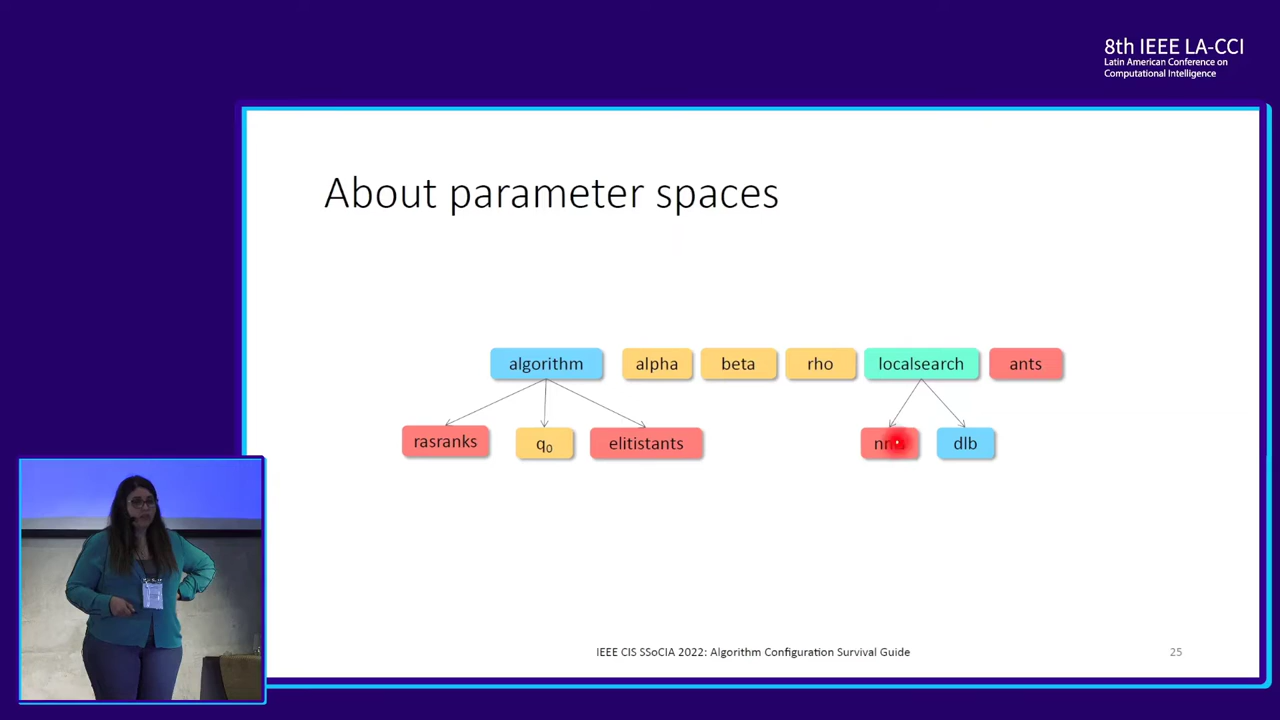 8th IEEE LA-CCI
Latin American Conference on
Computational Intelligence
About parameter spaces
algorithm
alpha
beta
rho
localsearch
ants
rasranks
q₀
elitistants
dlb
IEEE CIS SSoCIA 2022: Algorithm Configuration Survival Guide
25